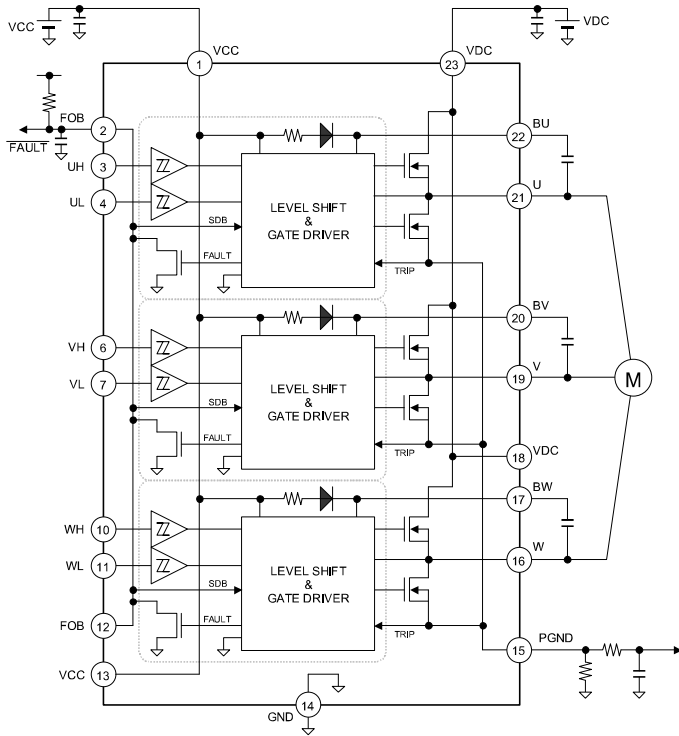 VCC
VCC
VDC
VDC
1
23
FOB
2
FAULT
UH
3
UL
4
LEVEL SHIFT
&
GATE DRIVER
SDB
FAULT
TRIP
22
BU
21
U
VH
6
VL
7
LEVEL SHIFT
&
GATE DRIVER
SDB
FAULT
TRIP
20
BV
19
V
M
18
VDC
WH
10
WL
11
FOB
12
VCC
13
LEVEL SHIFT
&
GATE DRIVER
SDB
FAULT
TRIP
17
BW
16
W
15
PGND
14
GND